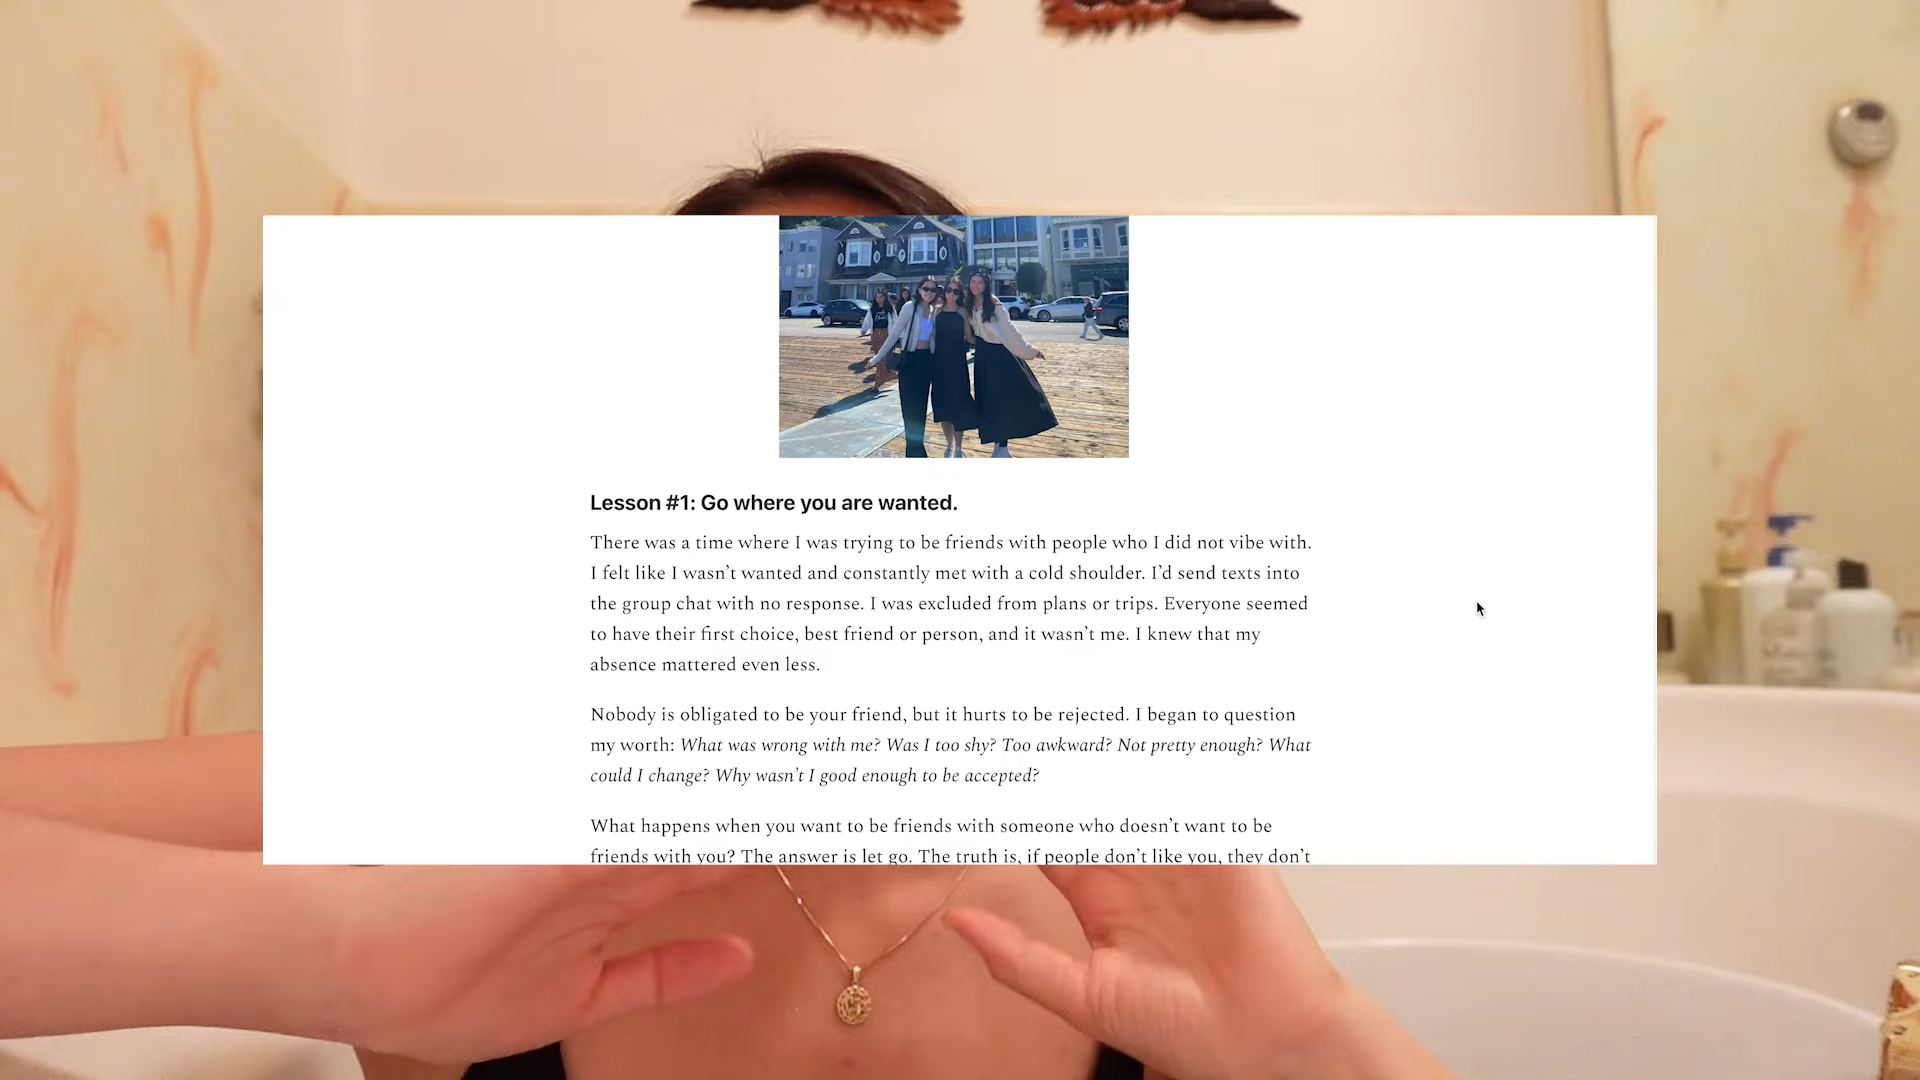 Lesson #1: Go where you are wanted.
There was a time where I was trying to be friends with people who I did not vibe with.
I felt like I wasn’t wanted and constantly met with a cold shoulder. I’d send texts into
the group chat with no response. I was excluded from plans or trips. Everyone seemed
to have their first choice, best friend or person, and it wasn’t me. I knew that my
absence mattered even less.
Nobody is obligated to be your friend, but it hurts to be rejected. I began to question
my worth: What was wrong with me? Was I too shy? Too awkward? Not pretty enough? What
could I change? Why wasn’t I good enough to be accepted?
What happens when you want to be friends with someone who doesn’t want to be
friends with you? The answer is let go. The truth is, if people don’t like you, they don’t